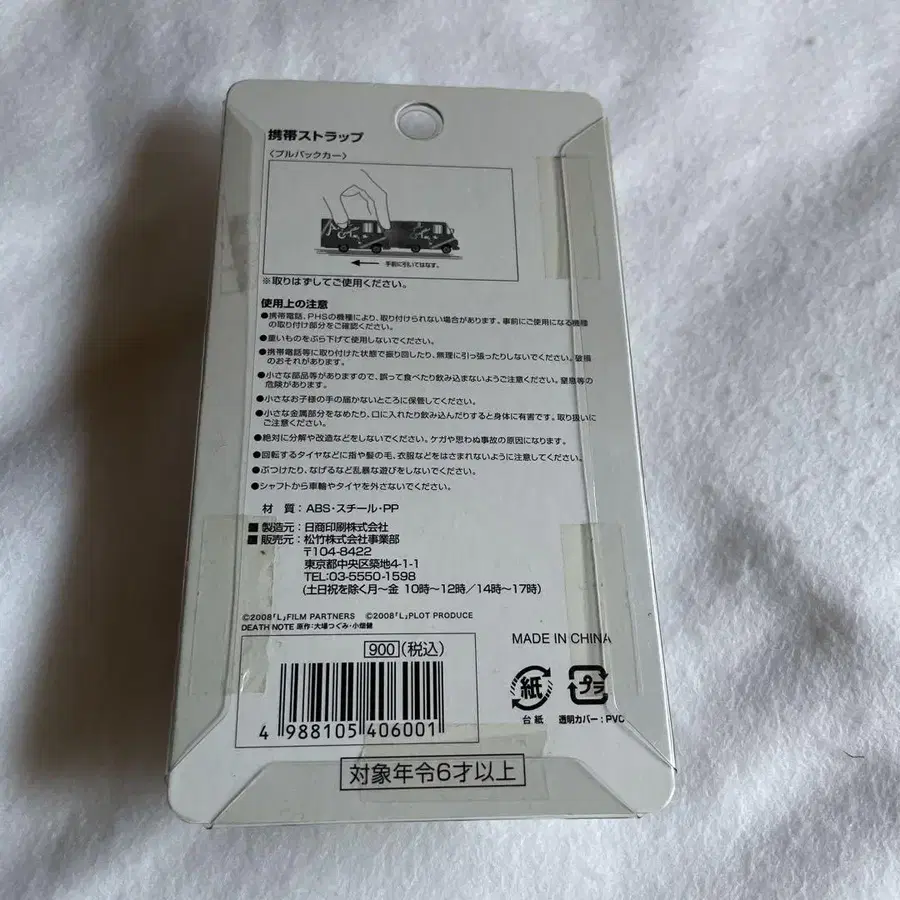 携帯ストラップ
〈プルバックカー〉
手前に引いてはなす。
※取りはずしてご使用ください。
使用上の注意
●携帯電話、PHSの機種により、取り付けられない場合があります。事前にご使用になる機種
の取り付け部分をご確認ください。
●重いものをぶら下げて使用しないでください。
●携帯電話等に取り付けた状態で振り回したり、無理に引っ張ったりしないでください。破損
のおそれがあります。
●小さな部品等がありますので、誤って食べたり飲み込まないようご注意ください。窒息等の
危険があります。
●小さなお子様の手の届かないところに保管してください。
●小さな金属部分をなめたり、口に入れたり飲み込んだりすると身体に有害です。取り扱いに
ご注意ください。
●絶対に分解や改造などをしないでください。ケガや思わぬ事故の原因になります。
●回転するタイヤなどに指や髪の毛、衣服などをはさまれないように注意してください。
●ぶつけたり、なげるなど乱暴な遊びをしないでください。
●シャフトから車輪やタイヤを外さないでください。
材 質：ABS・スチール・PP
■製造元：日商印刷株式会社
■販売元：松竹株式会社事業部
〒104-8422
東京都中央区築地4-1-1
TEL:03-5550-1598
(土日祝を除く月〜金 10時〜12時/14時〜17時)
©2008「L」FILM PARTNERS ©2008「L」PLOT PRODUCE
DEATH NOTE 原作：大場つぐみ・小畑健
900(税込)
MADE IN CHINA
紙 プラ
台紙 透明カバー：PVC
4 988105 406001
対象年令6才以上